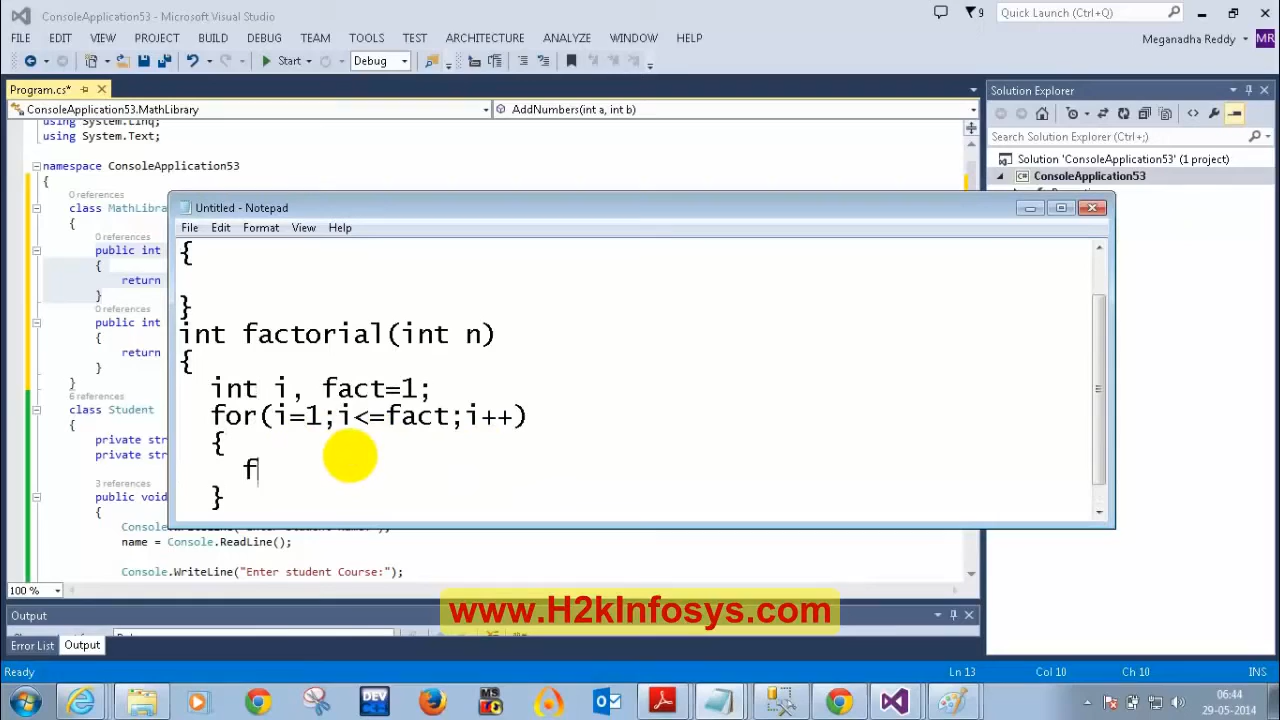 ConsoleApplication53 - Microsoft Visual Studio
9
Quick Launch (Ctrl+Q)
FILE EDIT VIEW PROJECT BUILD DEBUG TEAM TOOLS TEST ARCHITECTURE ANALYZE WINDOW HELP
Meganadha Reddy MR
Start Debug
Program.cs*
ConsoleApplication53.MathLibrary
AddNumbers(int a, int b)
using System.Linq;
using System.Text;
namespace ConsoleApplication53
{
0 references
class MathLibra
{
0 references
public int
{
return
}
0 references
public int
{
return
}
}
6 references
class Student
{
private str
private str
3 references
public void
{
name = Console.ReadLine();
Console.WriteLine("Enter student Course:");
100 %
Untitled - Notepad
File Edit Format View Help
{
}
int factorial(int n)
{
int i, fact=1;
for(i=1;i<=fact;i++)
{
f
}
Solution Explorer
Search Solution Explorer (Ctrl+;)
Solution 'ConsoleApplication53' (1 project)
ConsoleApplication53
Output
www.H2kInfosys.com
Error List Output
Ready
Ln 13
Col 10
Ch 10
INS
DEV
MS
06:44
29-05-2014